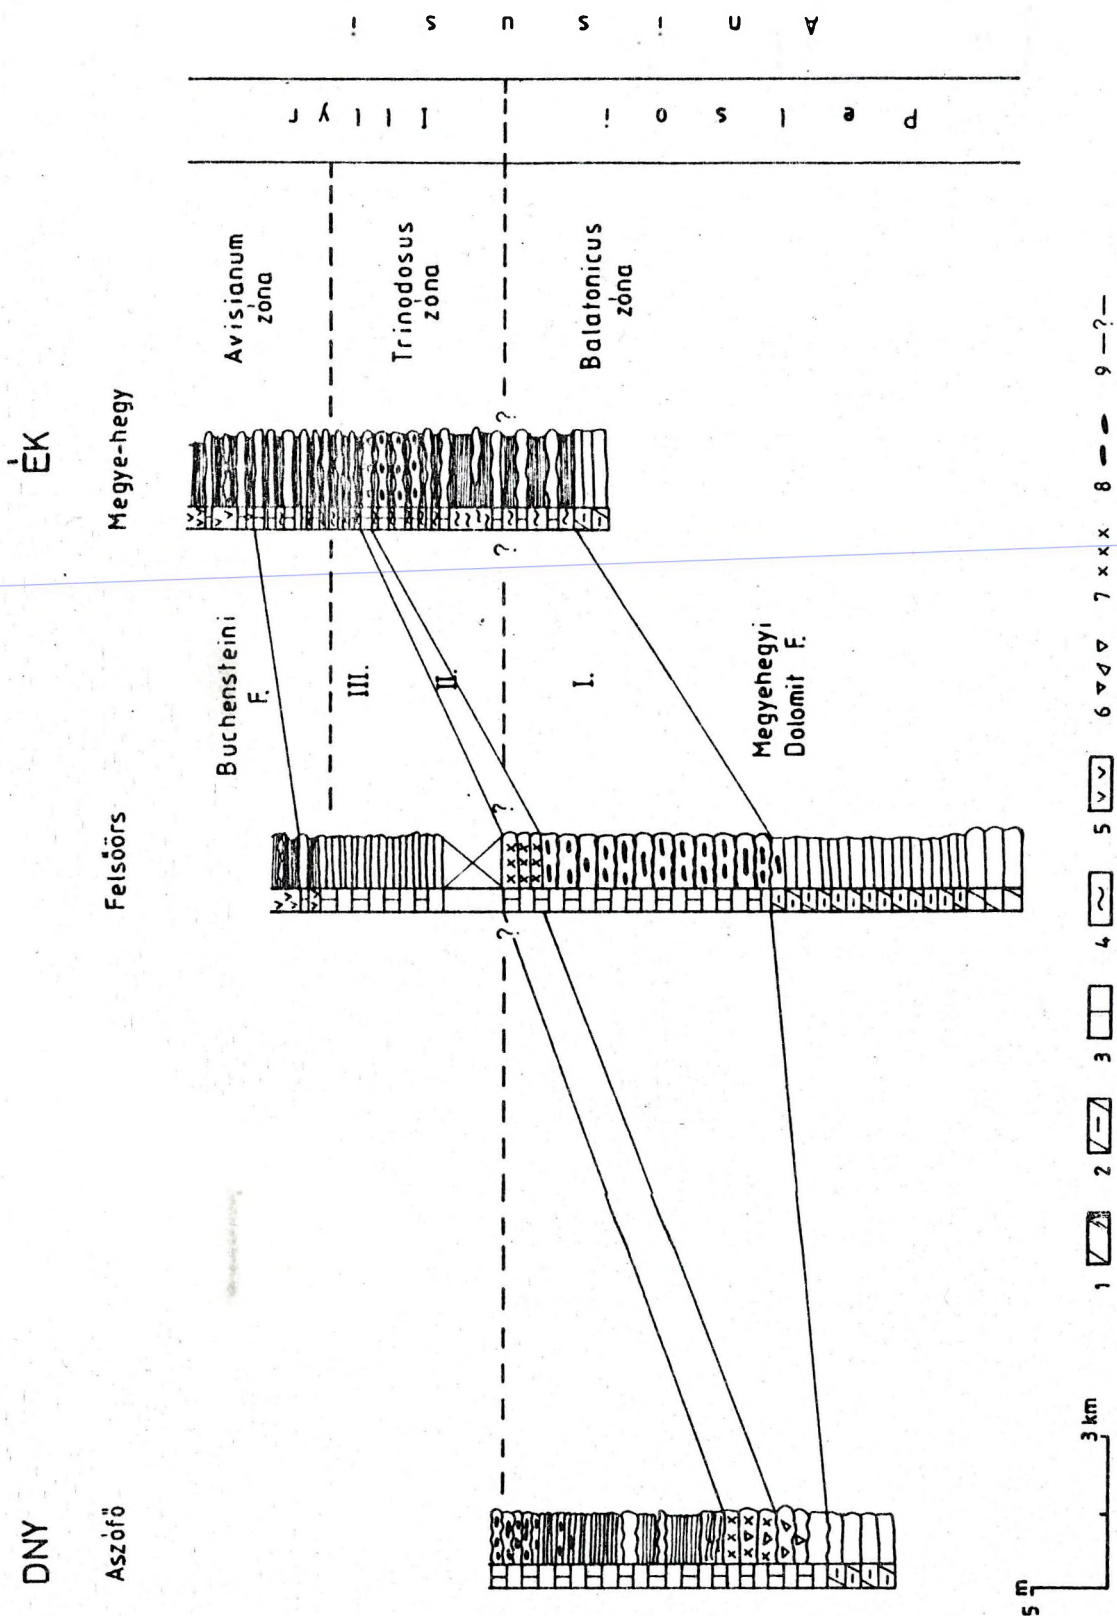 DNY
ÉK
Aszófő
Felsőörs
Megye-hegy
Buchensteini
F.
III.
II.
I.
Megyehegyi
Dolomit F.
Avisianum
zóna
Trinodosus
zóna
Balatonicus
zóna
?
?
?
?
Illyr
Pelsoi
Anisusi
5 m
3 km
1
2
3
4
5
6
7 x x x
8
9 —?—